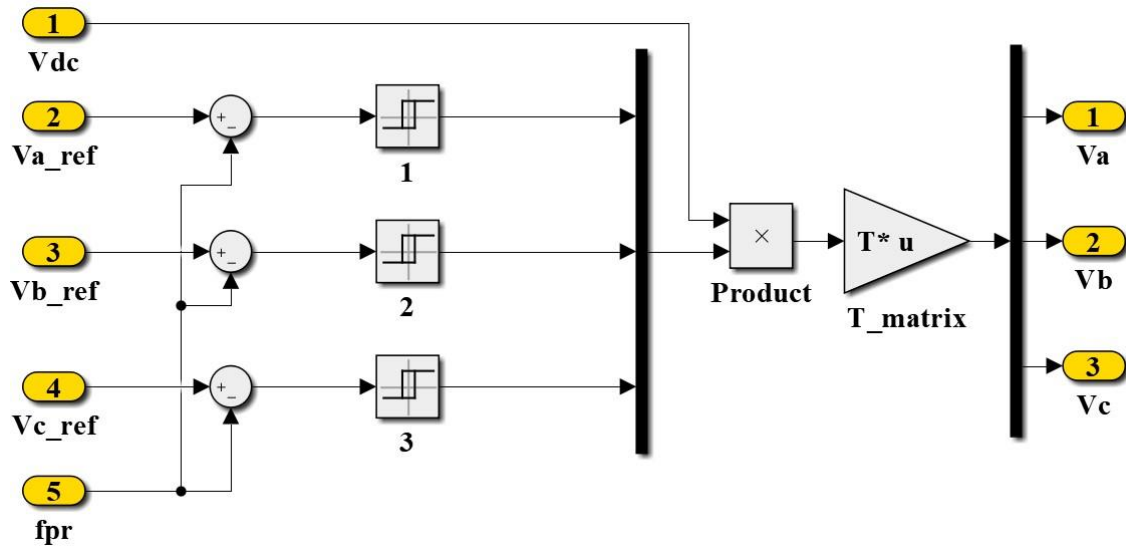 1
Vdc
2
Va_ref
+
−
1
1
Va
3
Vb_ref
+
−
2
×
Product
T* u
T_matrix
2
Vb
4
Vc_ref
+
−
3
3
Vc
5
fpr